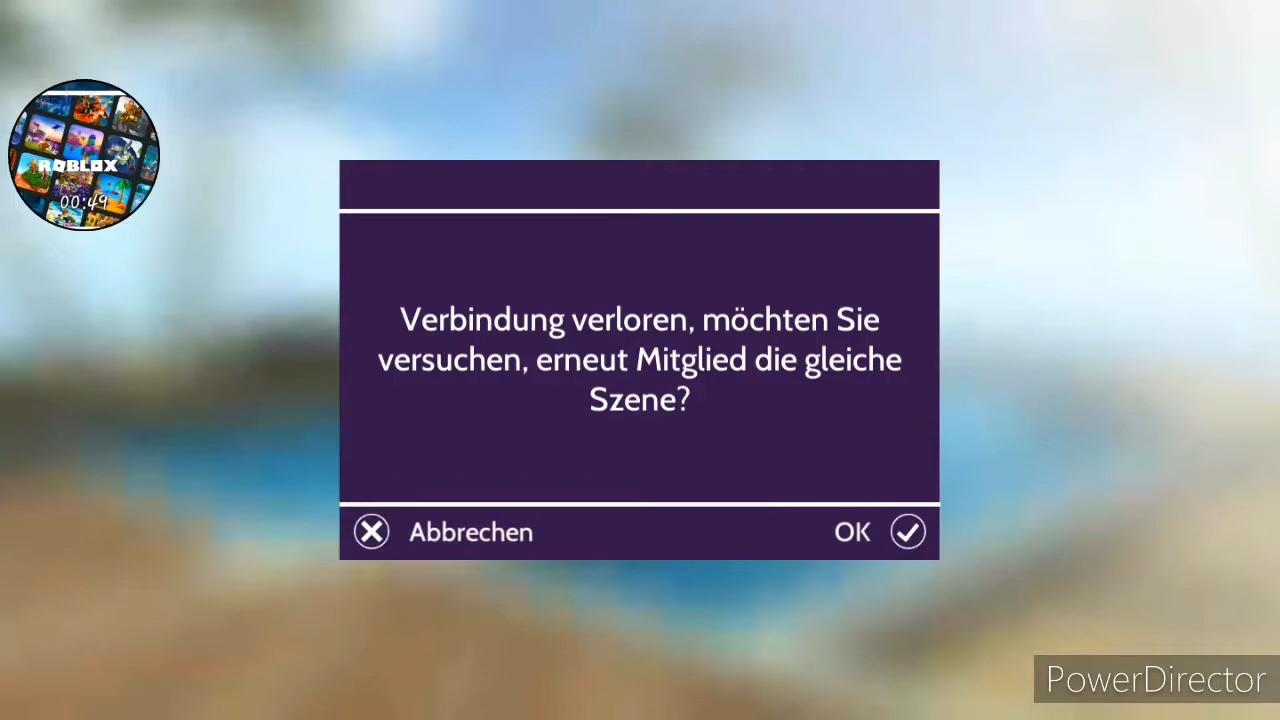 ROBLOX
00:49
Verbindung verloren, möchten Sie
versuchen, erneut Mitglied die gleiche
Szene?
Abbrechen
OK
PowerDirector